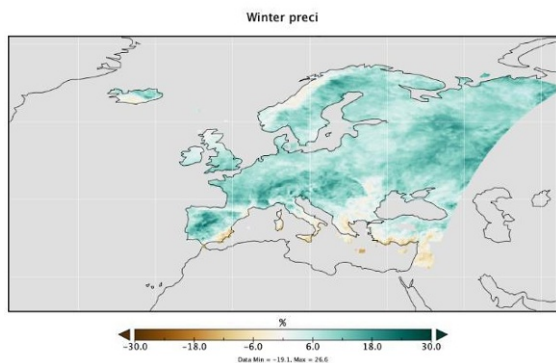 Winter preci
%
-30.0 -18.0 -6.0 6.0 18.0 30.0
Data Min = -19.1, Max = 26.6